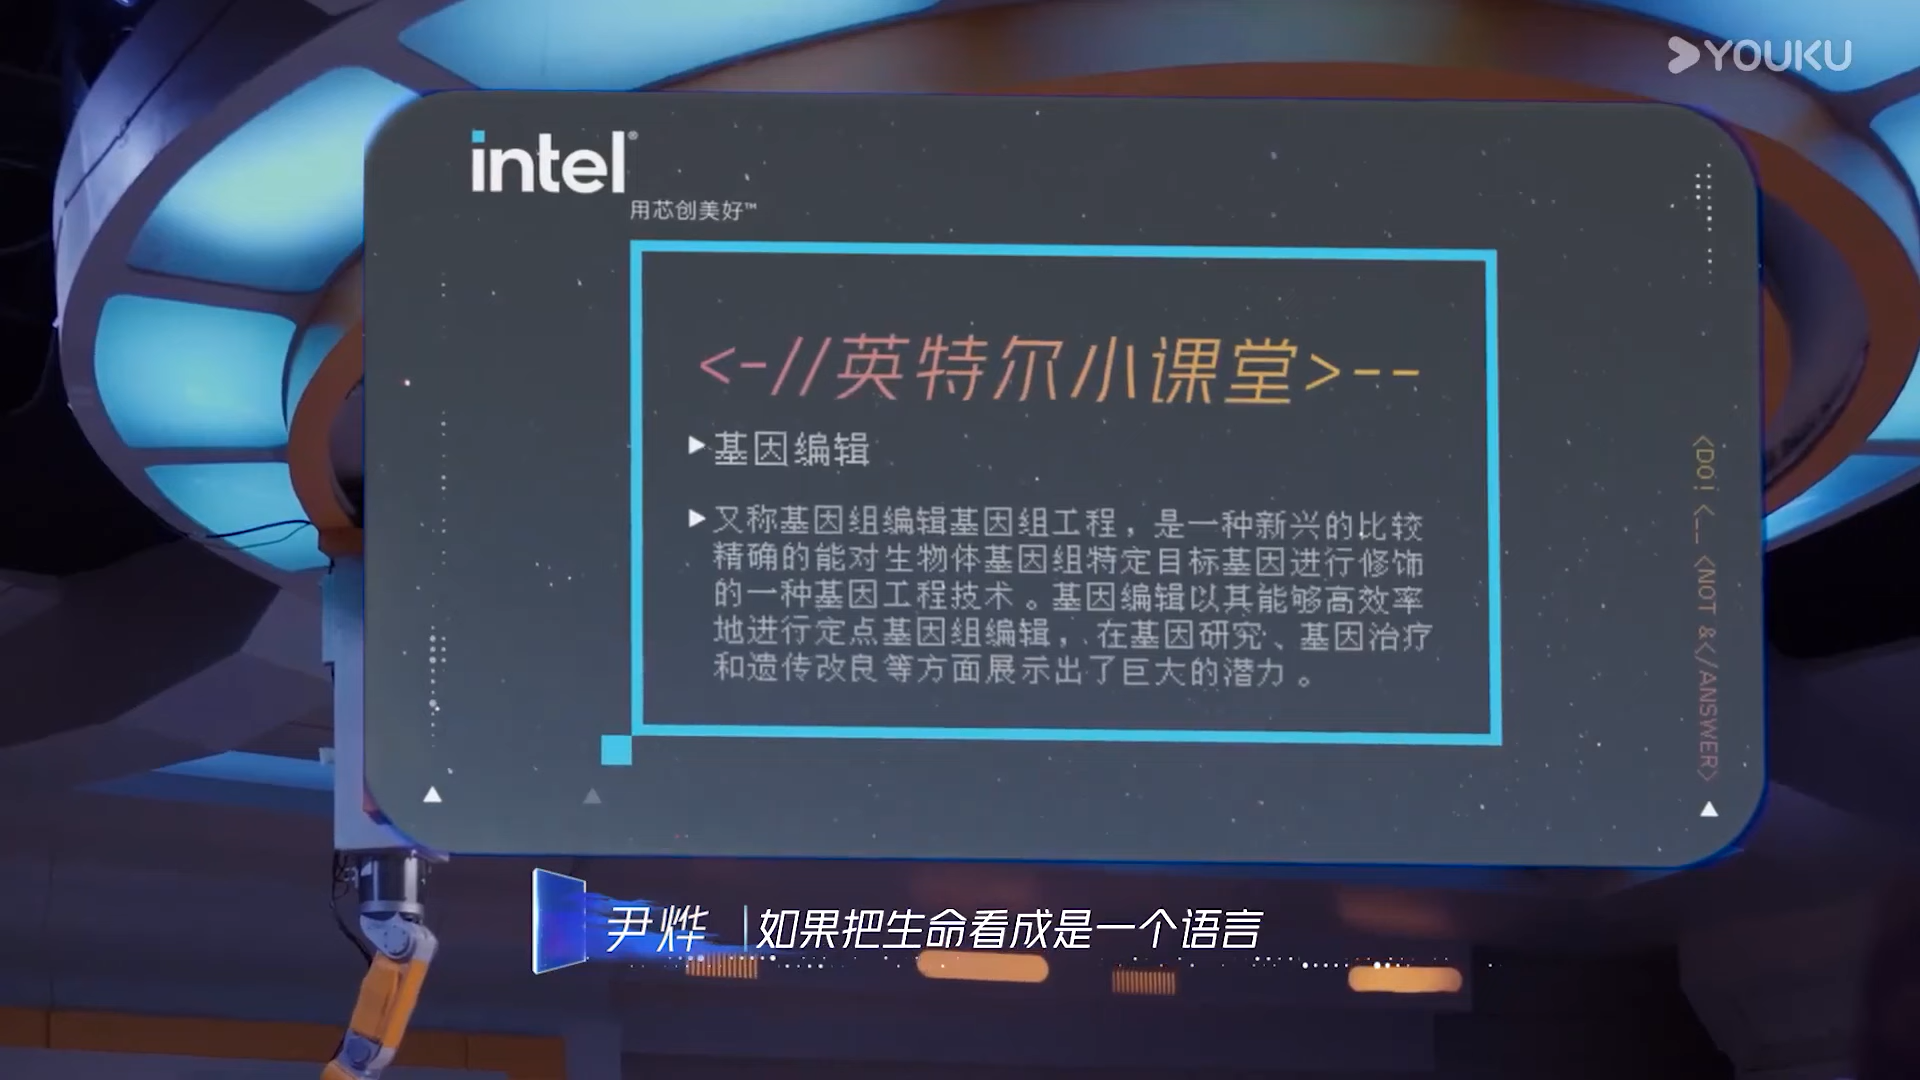 YOUKU
intel®
用芯创美好™
<-//英特尔小课堂>--
基因编辑
又称基因组编辑基因组工程，是一种新兴的比较
精确的能对生物体基因组特定目标基因进行修饰
的一种基因工程技术。基因编辑以其能够高效率
地进行定点基因组编辑，在基因研究、基因治疗
和遗传改良等方面展示出了巨大的潜力。
<DO! <__ <NOT &</ANSWER>
尹烨 如果把生命看成是一个语言